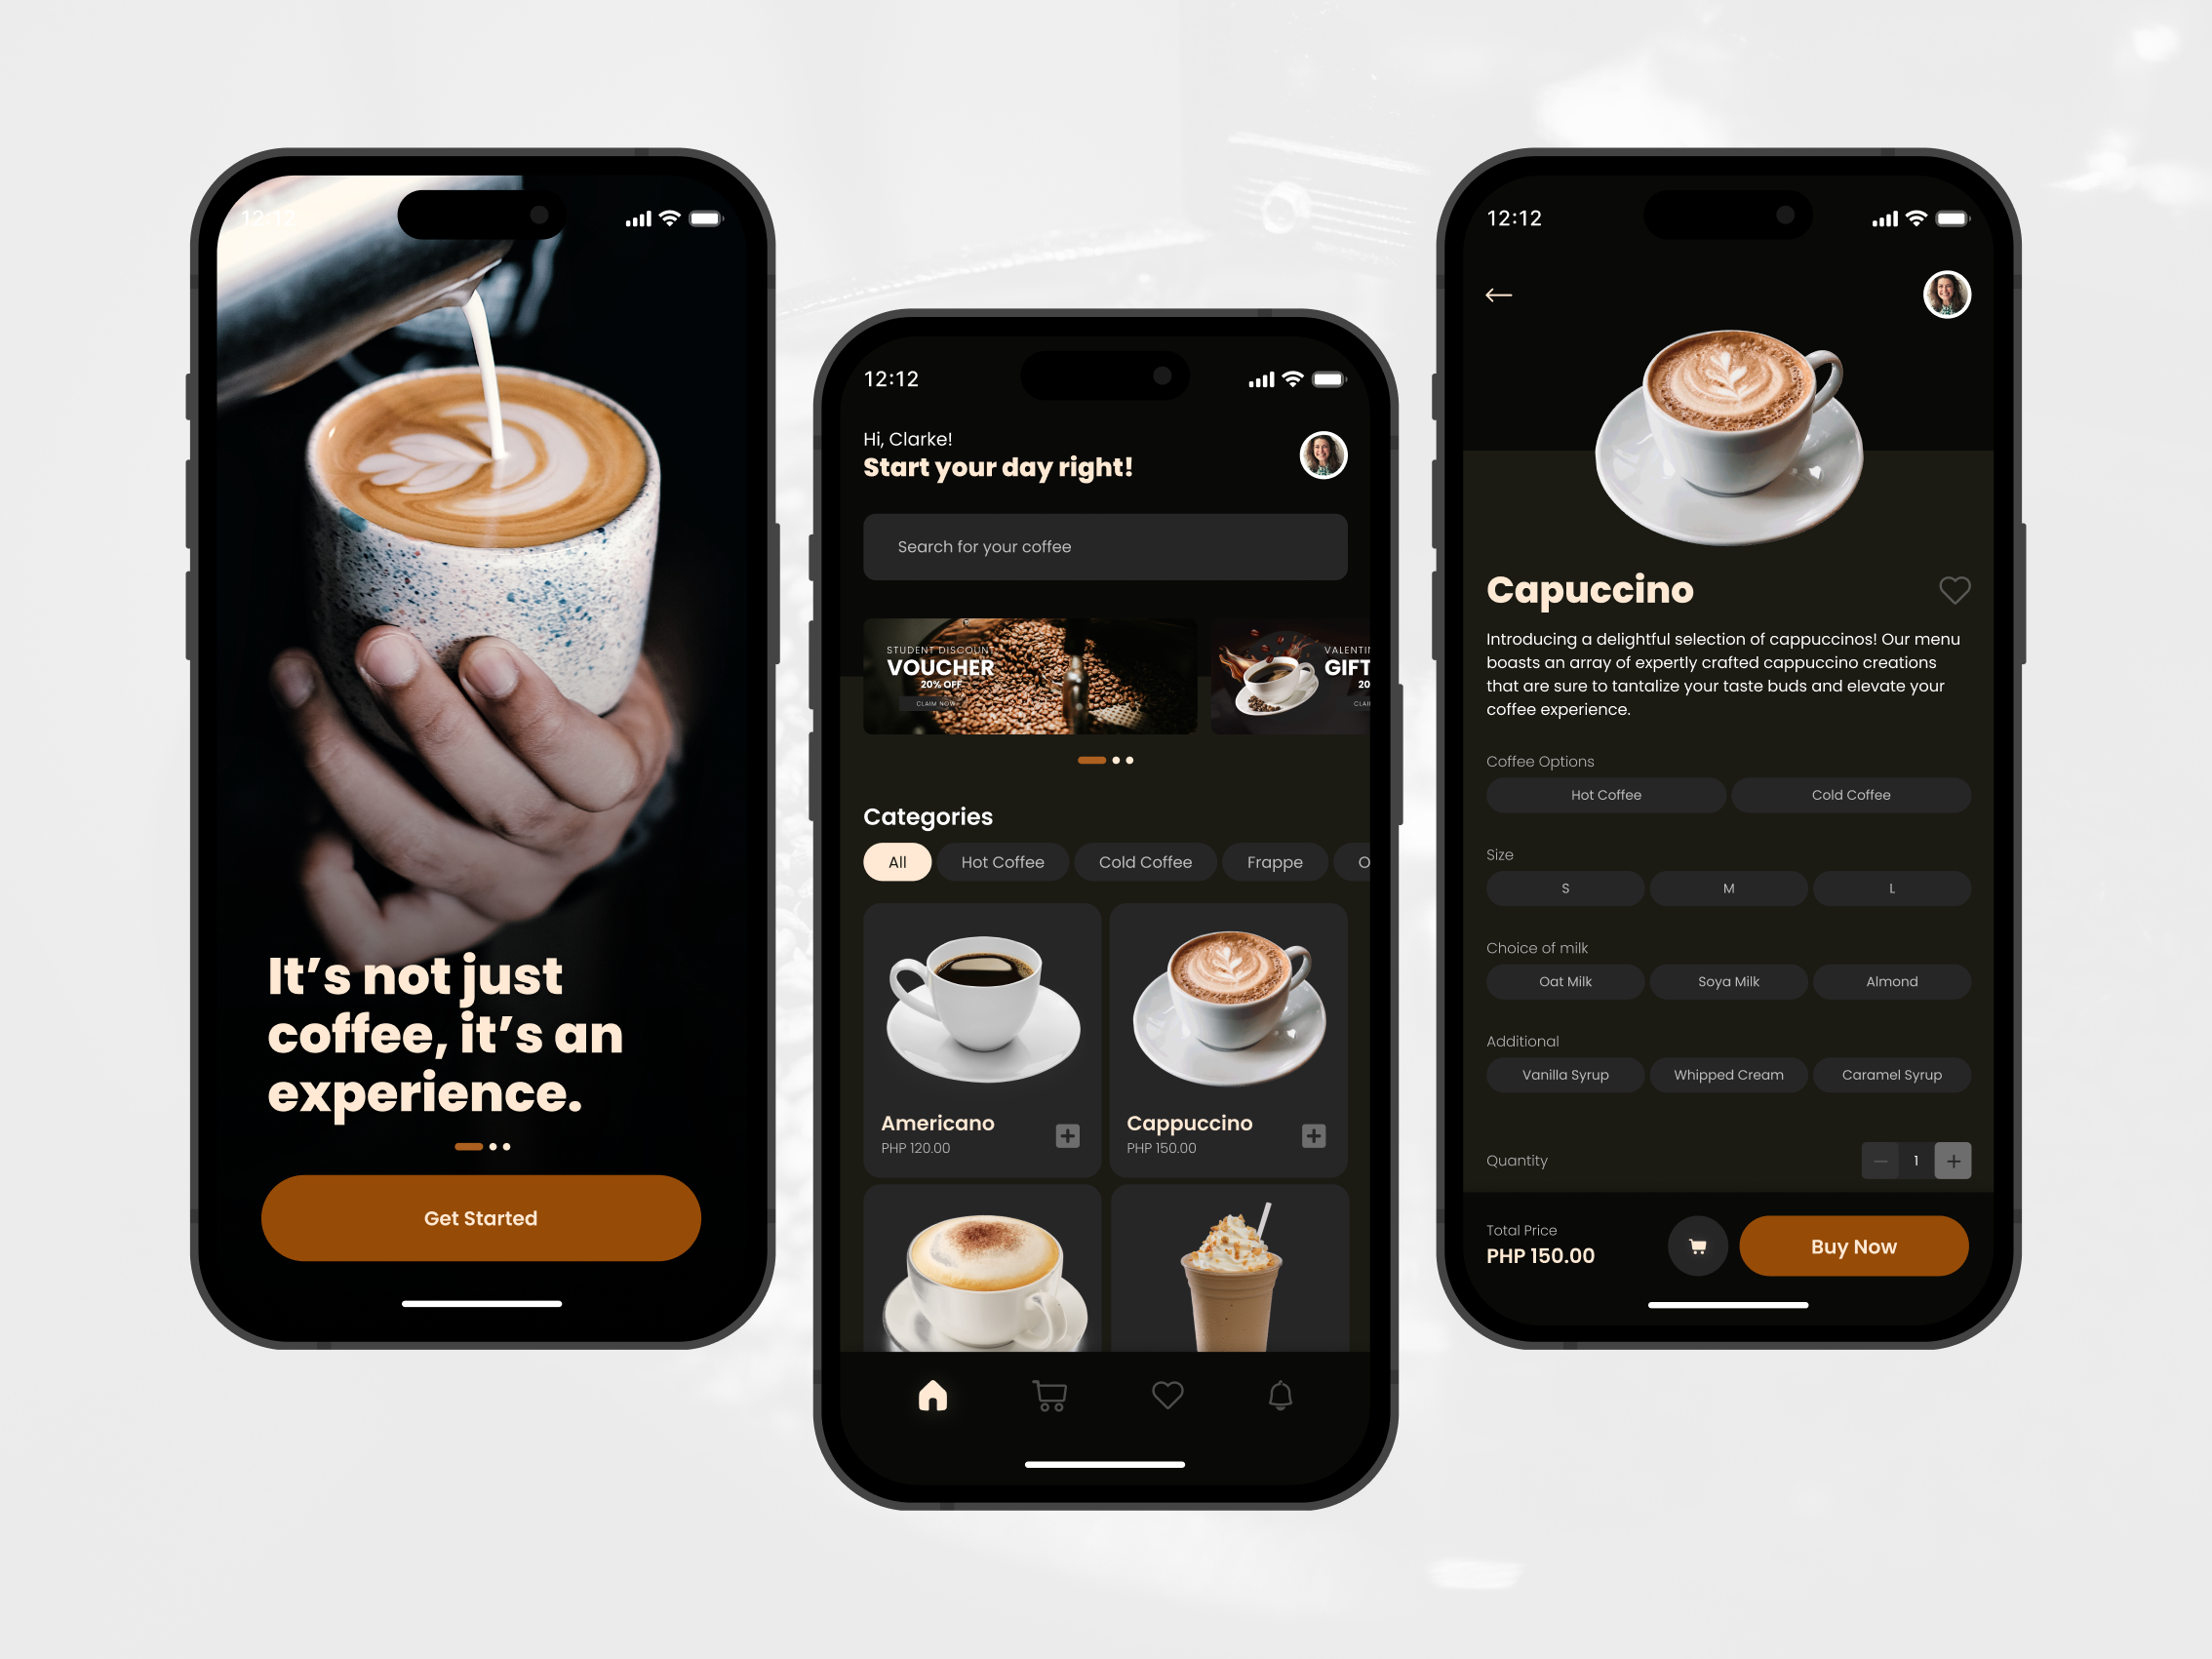 12:12
It’s not just
coffee, it’s an
experience.
Get Started
12:12
Hi, Clarke!
Start your day right!
Search for your coffee
STUDENT DISCOUN
VOUCHER
20% OFF
CLAIM NOW
VALENTIN
GIFT
20
CLAI
Categories
All
Hot Coffee
Cold Coffee
Frappe
O
Americano
PHP 120.00
Cappuccino
PHP 150.00
12:12
Capuccino
Introducing a delightful selection of cappuccinos! Our menu
boasts an array of expertly crafted cappuccino creations
that are sure to tantalize your taste buds and elevate your
coffee experience.
Coffee Options
Hot Coffee
Cold Coffee
Size
S
M
L
Choice of milk
Oat Milk
Soya Milk
Almond
Additional
Vanilla Syrup
Whipped Cream
Caramel Syrup
Quantity
1
Total Price
PHP 150.00
Buy Now